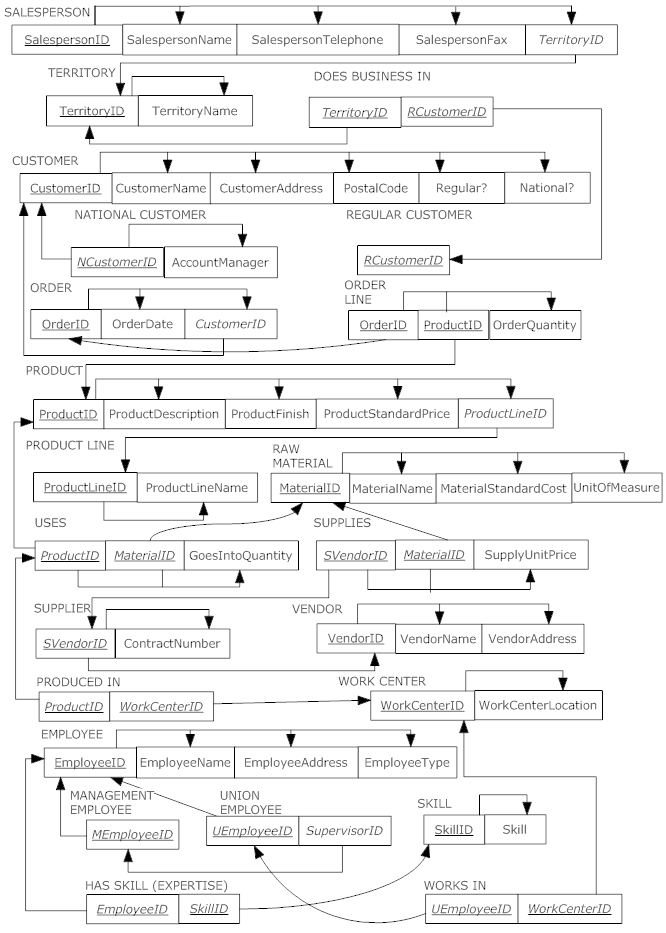 SALESPERSON
SalespersonID SalespersonName SalespersonTelephone SalespersonFax TerritoryID
TERRITORY DOES BUSINESS IN
TerritoryID TerritoryName TerritoryID RCustomerID
CUSTOMER
CustomerID CustomerName CustomerAddress PostalCode Regular? National?
NATIONAL CUSTOMER REGULAR CUSTOMER
NCustomerID AccountManager RCustomerID
ORDER ORDER
LINE
OrderID OrderDate CustomerID OrderID ProductID OrderQuantity
PRODUCT
ProductID ProductDescription ProductFinish ProductStandardPrice ProductLineID
PRODUCT LINE RAW
MATERIAL
ProductLineID ProductLineName MaterialID MaterialName MaterialStandardCost UnitOfMeasure
USES SUPPLIES
ProductID MaterialID GoesIntoQuantity SVendorID MaterialID SupplyUnitPrice
SUPPLIER VENDOR
SVendorID ContractNumber VendorID VendorName VendorAddress
PRODUCED IN WORK CENTER
ProductID WorkCenterID WorkCenterID WorkCenterLocation
EMPLOYEE
EmployeeID EmployeeName EmployeeAddress EmployeeType
MANAGEMENT UNION SKILL
EMPLOYEE EMPLOYEE
MEmployeeID UEmployeeID SupervisorID SkillID Skill
HAS SKILL (EXPERTISE) WORKS IN
EmployeeID SkillID UEmployeeID WorkCenterID